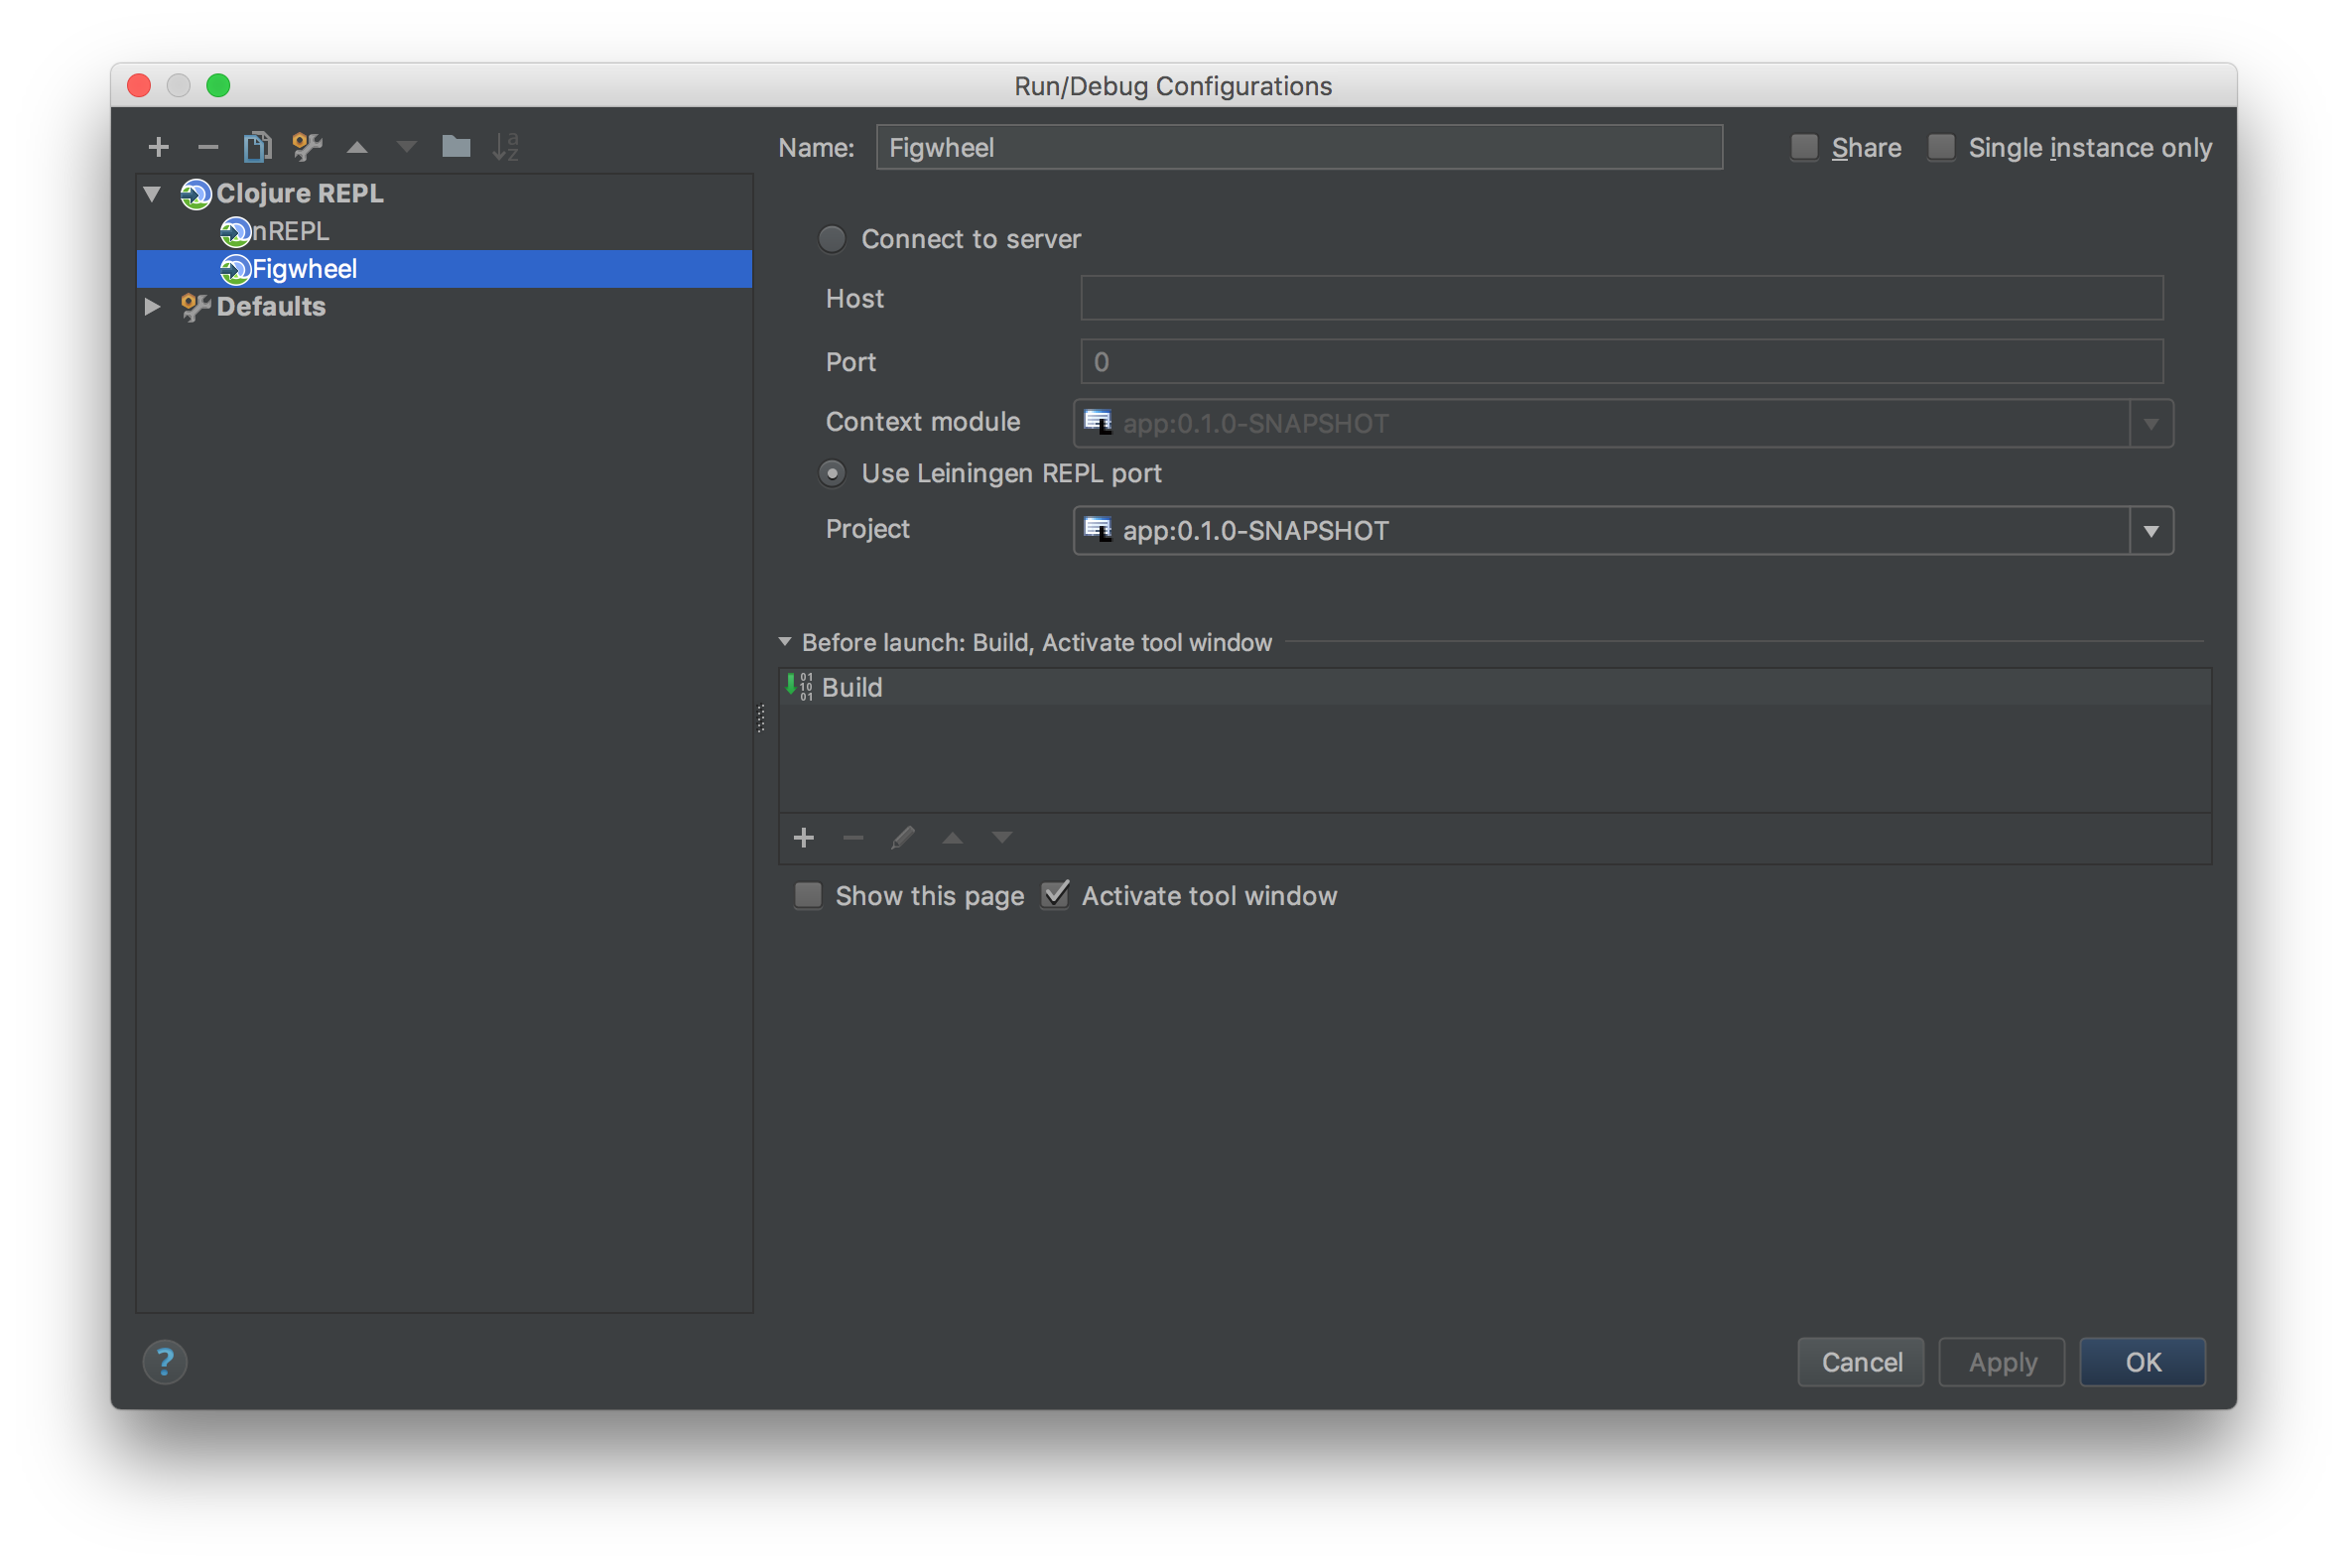 Run/Debug Configurations
Name: Figwheel Share Single instance only
Clojure REPL
nREPL
Figwheel
Defaults
Connect to server
Host
Port 0
Context module app:0.1.0-SNAPSHOT
Use Leiningen REPL port
Project app:0.1.0-SNAPSHOT
Before launch: Build, Activate tool window
Build
Show this page Activate tool window
? Cancel Apply OK